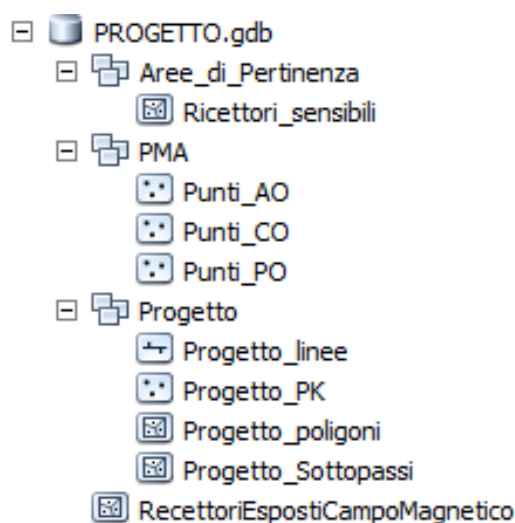 PROGETTO.gdb
Aree_di_Pertinenza
Ricettori_sensibili
PMA
Punti_AO
Punti_CO
Punti_PO
Progetto
Progetto_linee
Progetto_PK
Progetto_poligoni
Progetto_Sottopassi
RecettoriEspostiCampoMagnetico